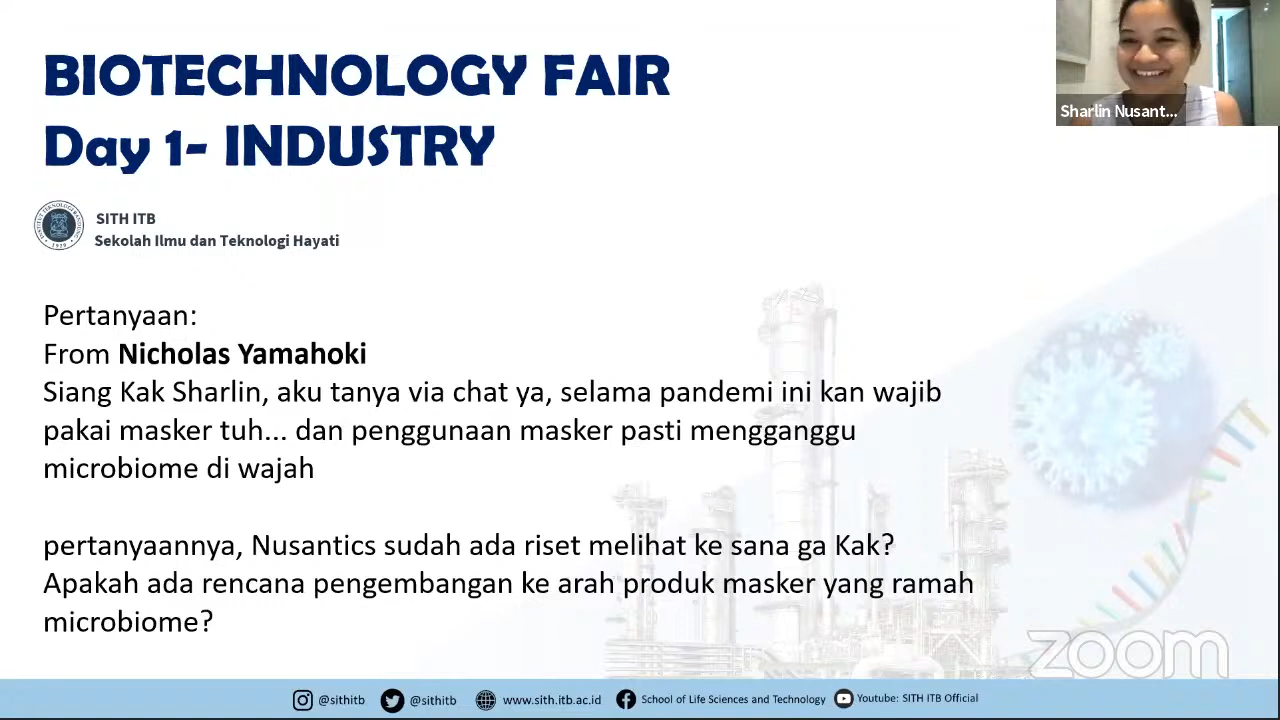 BIOTECHNOLOGY FAIR
Day 1- INDUSTRY
Sharlin Nusant...
SITH ITB
Sekolah Ilmu dan Teknologi Hayati
Pertanyaan:
From Nicholas Yamahoki
Siang Kak Sharlin, aku tanya via chat ya, selama pandemi ini kan wajib
pakai masker tuh... dan penggunaan masker pasti mengganggu
microbiome di wajah
pertanyaannya, Nusantics sudah ada riset melihat ke sana ga Kak?
Apakah ada rencana pengembangan ke arah produk masker yang ramah
microbiome?
zoom
@sithitb @sithitb www.sith.itb.ac.id School of Life Sciences and Technology Youtube: SITH ITB Official